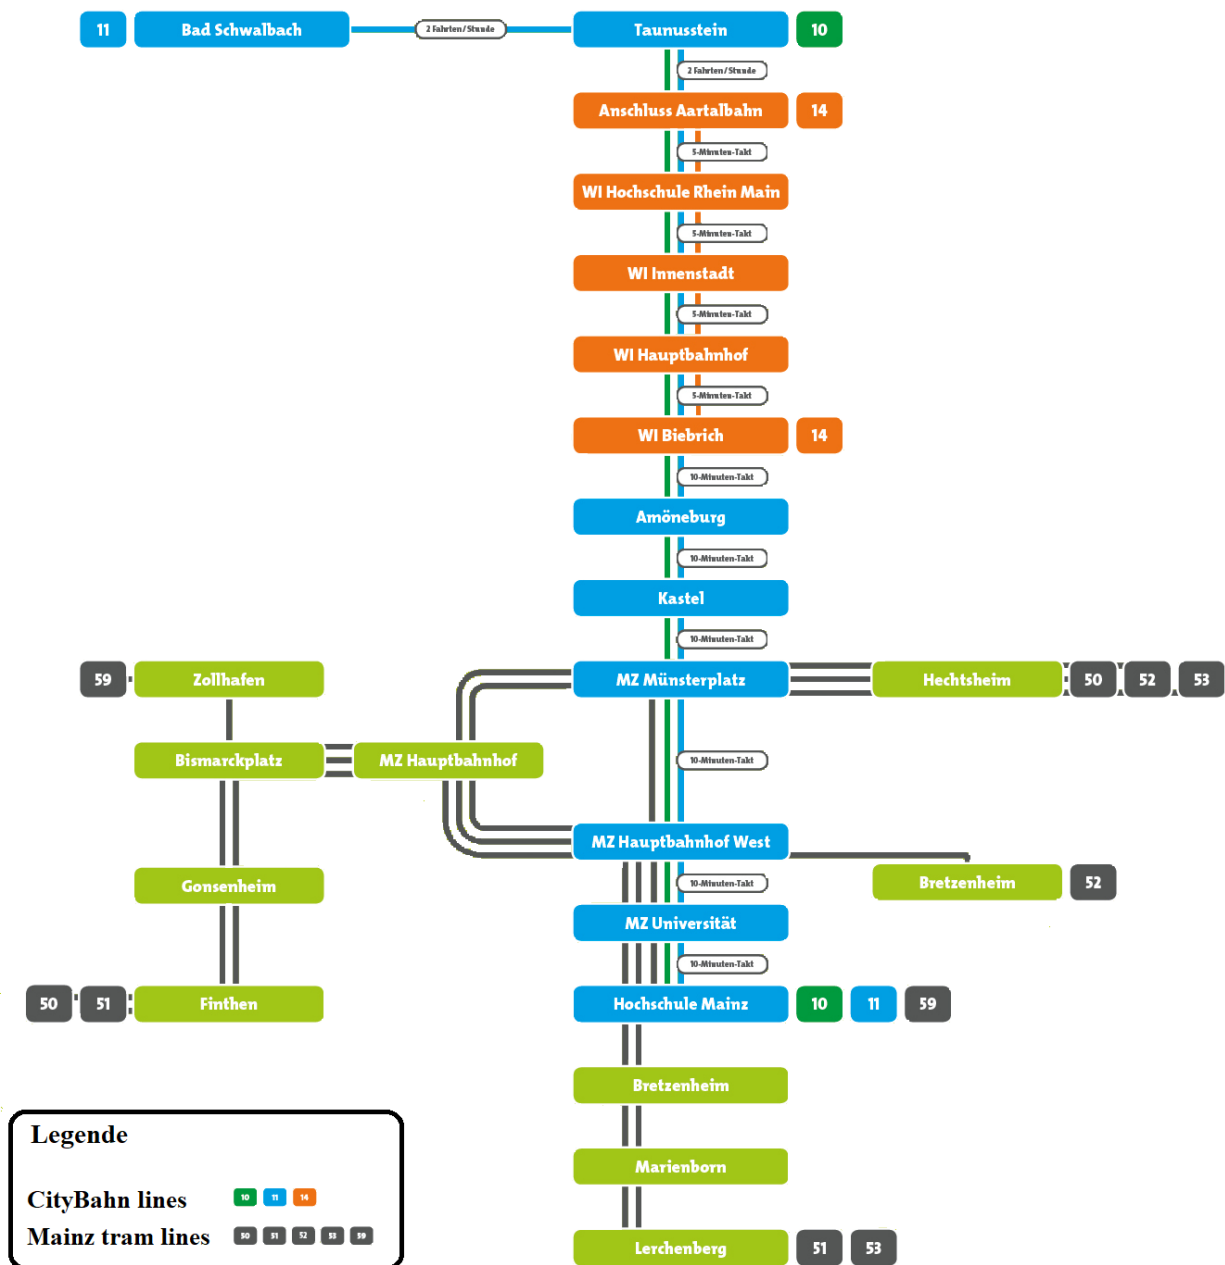 11 Bad Schwalbach 2 Fahrten/Stunde Taunusstein 10
2 Fahrten/Stunde
Anschluss Aartalbahn 14
5-Minuten-Takt
WI Hochschule Rhein Main
5-Minuten-Takt
WI Innenstadt
5-Minuten-Takt
WI Hauptbahnhof
5-Minuten-Takt
WI Biebrich 14
10-Minuten-Takt
Amöneburg
10-Minuten-Takt
Kastel
10-Minuten-Takt
59 Zollhafen MZ Münsterplatz Hechtsheim 50 52 53
Bismarckplatz MZ Hauptbahnhof 10-Minuten-Takt
MZ Hauptbahnhof West
Gonsenheim 10-Minuten-Takt Bretzenheim 52
MZ Universität
10-Minuten-Takt
50 51 Finthen Hochschule Mainz 10 11 59
Bretzenheim
Marienborn
Lerchenberg 51 53
Legende
CityBahn lines 10 11 14
Mainz tram lines 50 51 52 53 59